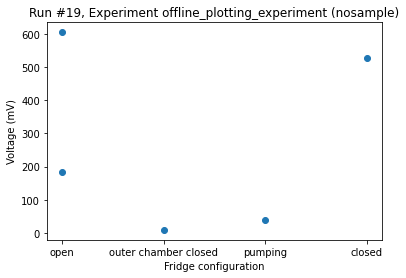 Run #19, Experiment offline_plotting_experiment (nosample)
600
500
400
300
200
100
0
Voltage (mV)
open outer chamber closed pumping closed
Fridge configuration